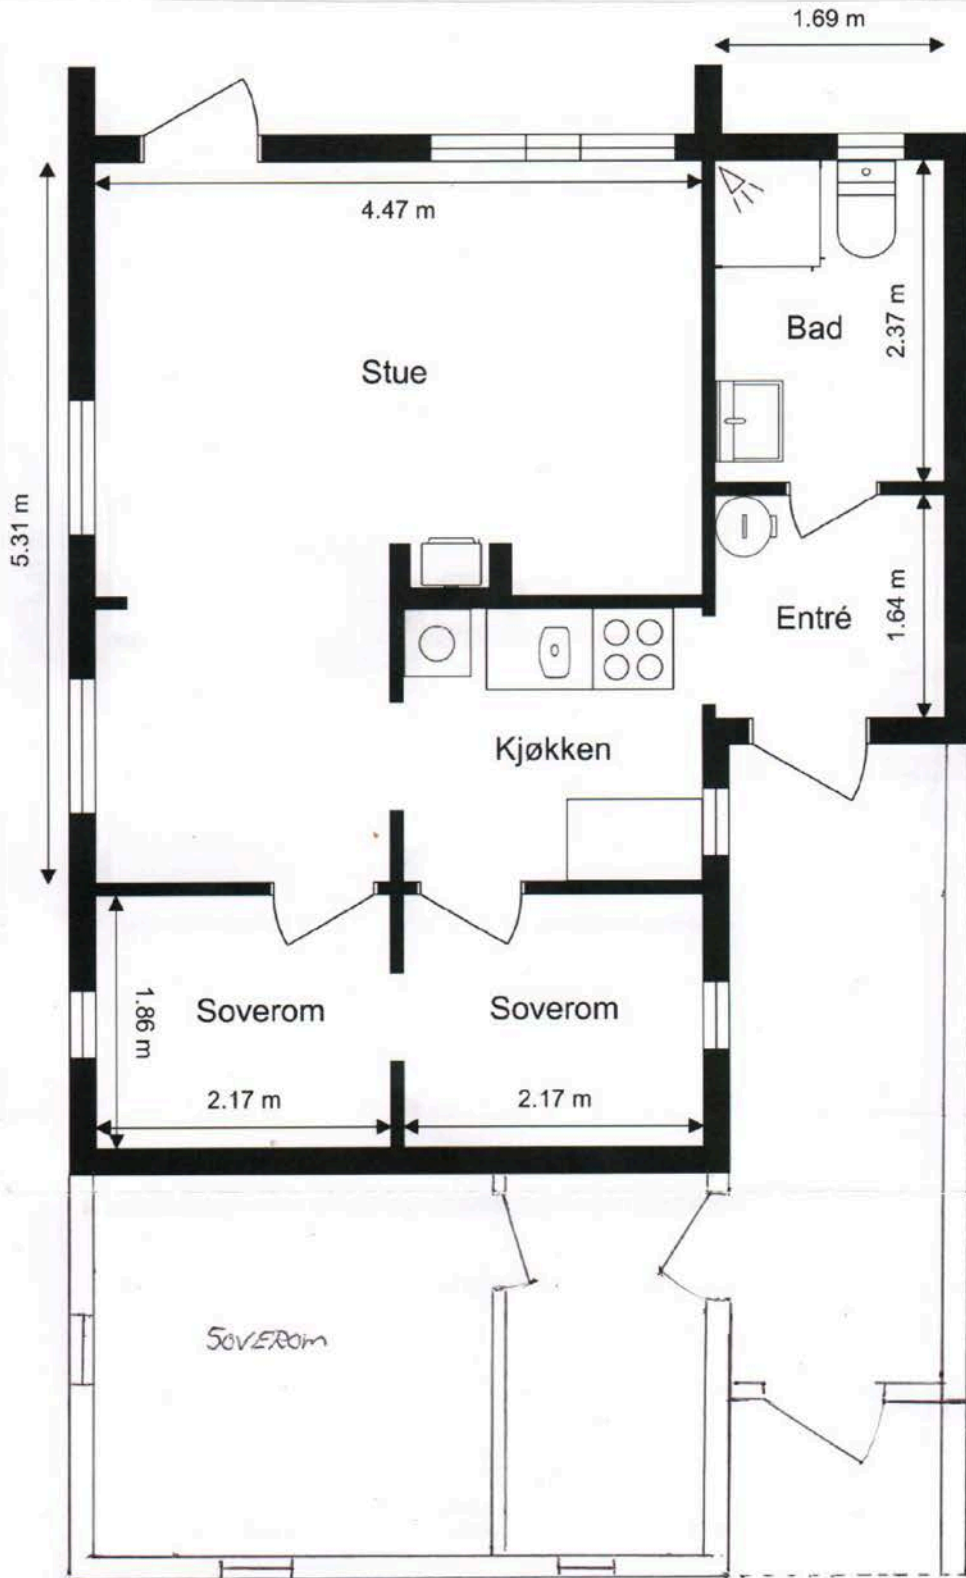 1.69 m
4.47 m
Stue
Bad
2.37 m
5.31 m
Entré
1.64 m
Kjøkken
1.86 m
Soverom
Soverom
2.17 m
2.17 m
SOVEROM